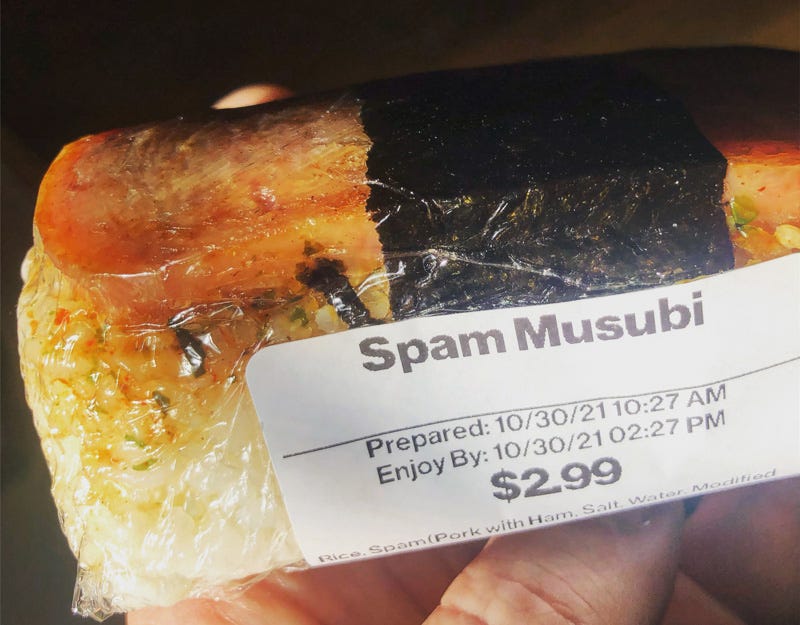 Spam Musubi
Prepared: 10/30/21 10:27 AM
Enjoy By: 10/30/21 02:27 PM
$2.99
Rice, Spam(Pork with Ham, Salt, Water, Modified